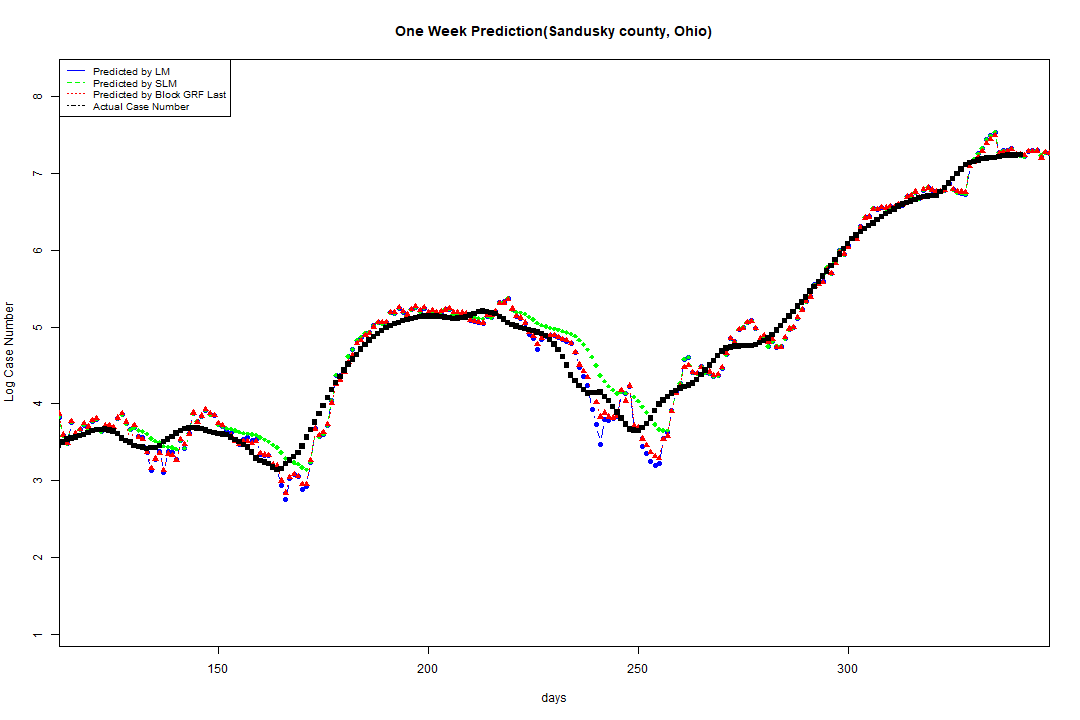 One Week Prediction(Sandusky county, Ohio)
Predicted by LM
Predicted by SLM
Predicted by Block GRF Last
Actual Case Number
8
7
6
5
4
3
2
1
Log Case Number
150 200 250 300
days